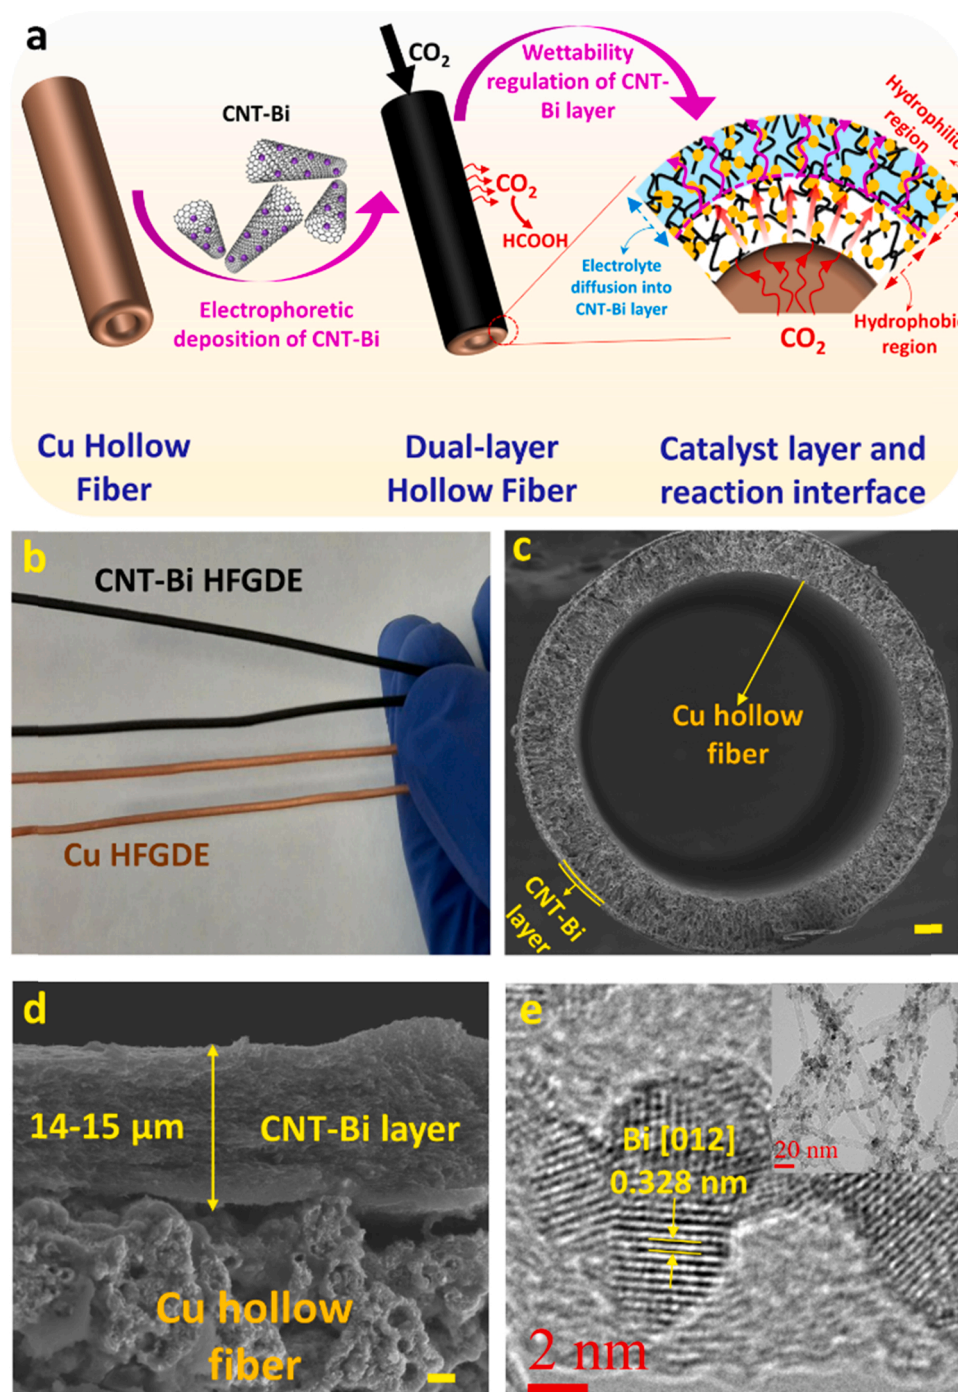 a
CO2
CNT-Bi
Electrophoretic
deposition of CNT-Bi
CO2
HCOOH
Wettability
regulation of CNT-
Bi layer
Hydrophilic
region
Electrolyte
diffusion into
CNT-Bi layer
CO2
Hydrophobic
region
Cu Hollow
Fiber
Dual-layer
Hollow Fiber
Catalyst layer and
reaction interface
b
CNT-Bi HFGDE
Cu HFGDE
c
Cu hollow
fiber
CNT-Bi
layer
d
14-15 μm
CNT-Bi layer
Cu hollow
fiber
e
Bi [012]
0.328 nm
20 nm
2 nm